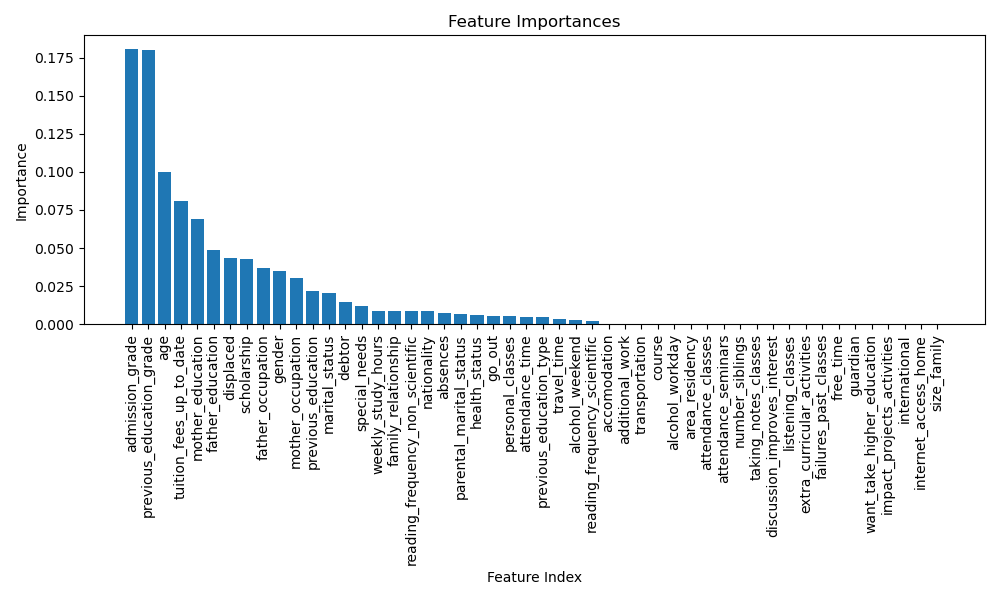 Feature Importances
Importance
0.175
0.150
0.125
0.100
0.075
0.050
0.025
0.000
admission_grade
previous_education_grade
age
tuition_fees_up_to_date
mother_education
father_education
displaced
scholarship
father_occupation
gender
mother_occupation
previous_education
marital_status
debtor
special_needs
weekly_study_hours
family_relationship
reading_frequency_non_scientific
nationality
absences
parental_marital_status
health_status
go_out
personal_classes
attendance_time
previous_education_type
travel_time
alcohol_weekend
reading_frequency_scientific
accomodation
additional_work
transportation
course
alcohol_workday
area_residency
attendance_classes
attendance_seminars
number_siblings
taking_notes_classes
discussion_improves_interest
listening_classes
extra_curricular_activities
failures_past_classes
free_time
guardian
want_take_higher_education
impact_projects_activities
international
internet_access_home
size_family
Feature Index